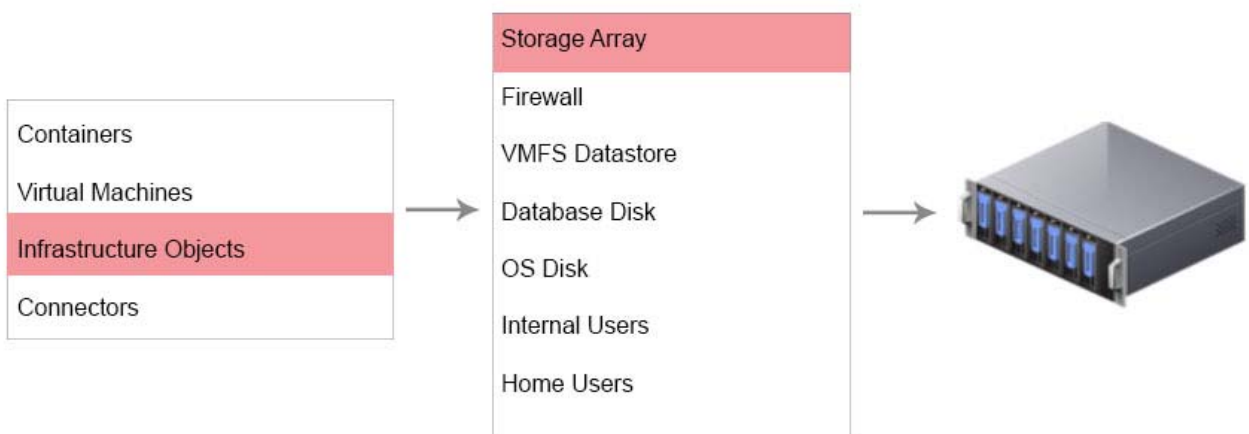 Containers
Virtual Machines
Infrastructure Objects
Connectors
Storage Array
Firewall
VMFS Datastore
Database Disk
OS Disk
Internal Users
Home Users